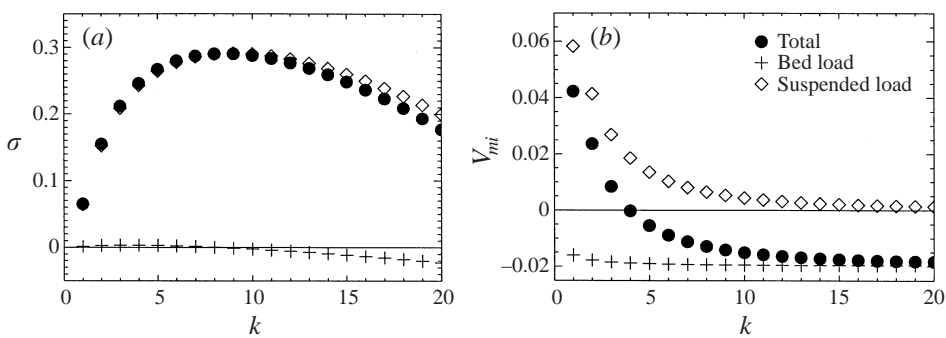 (a)
0.3
0.2
σ
0.1
0
0 5 10 15 20
k
(b)
Total
Bed load
Suspended load
0.06
0.04
V_mi
0.02
0
−0.02
0 5 10 15 20
k